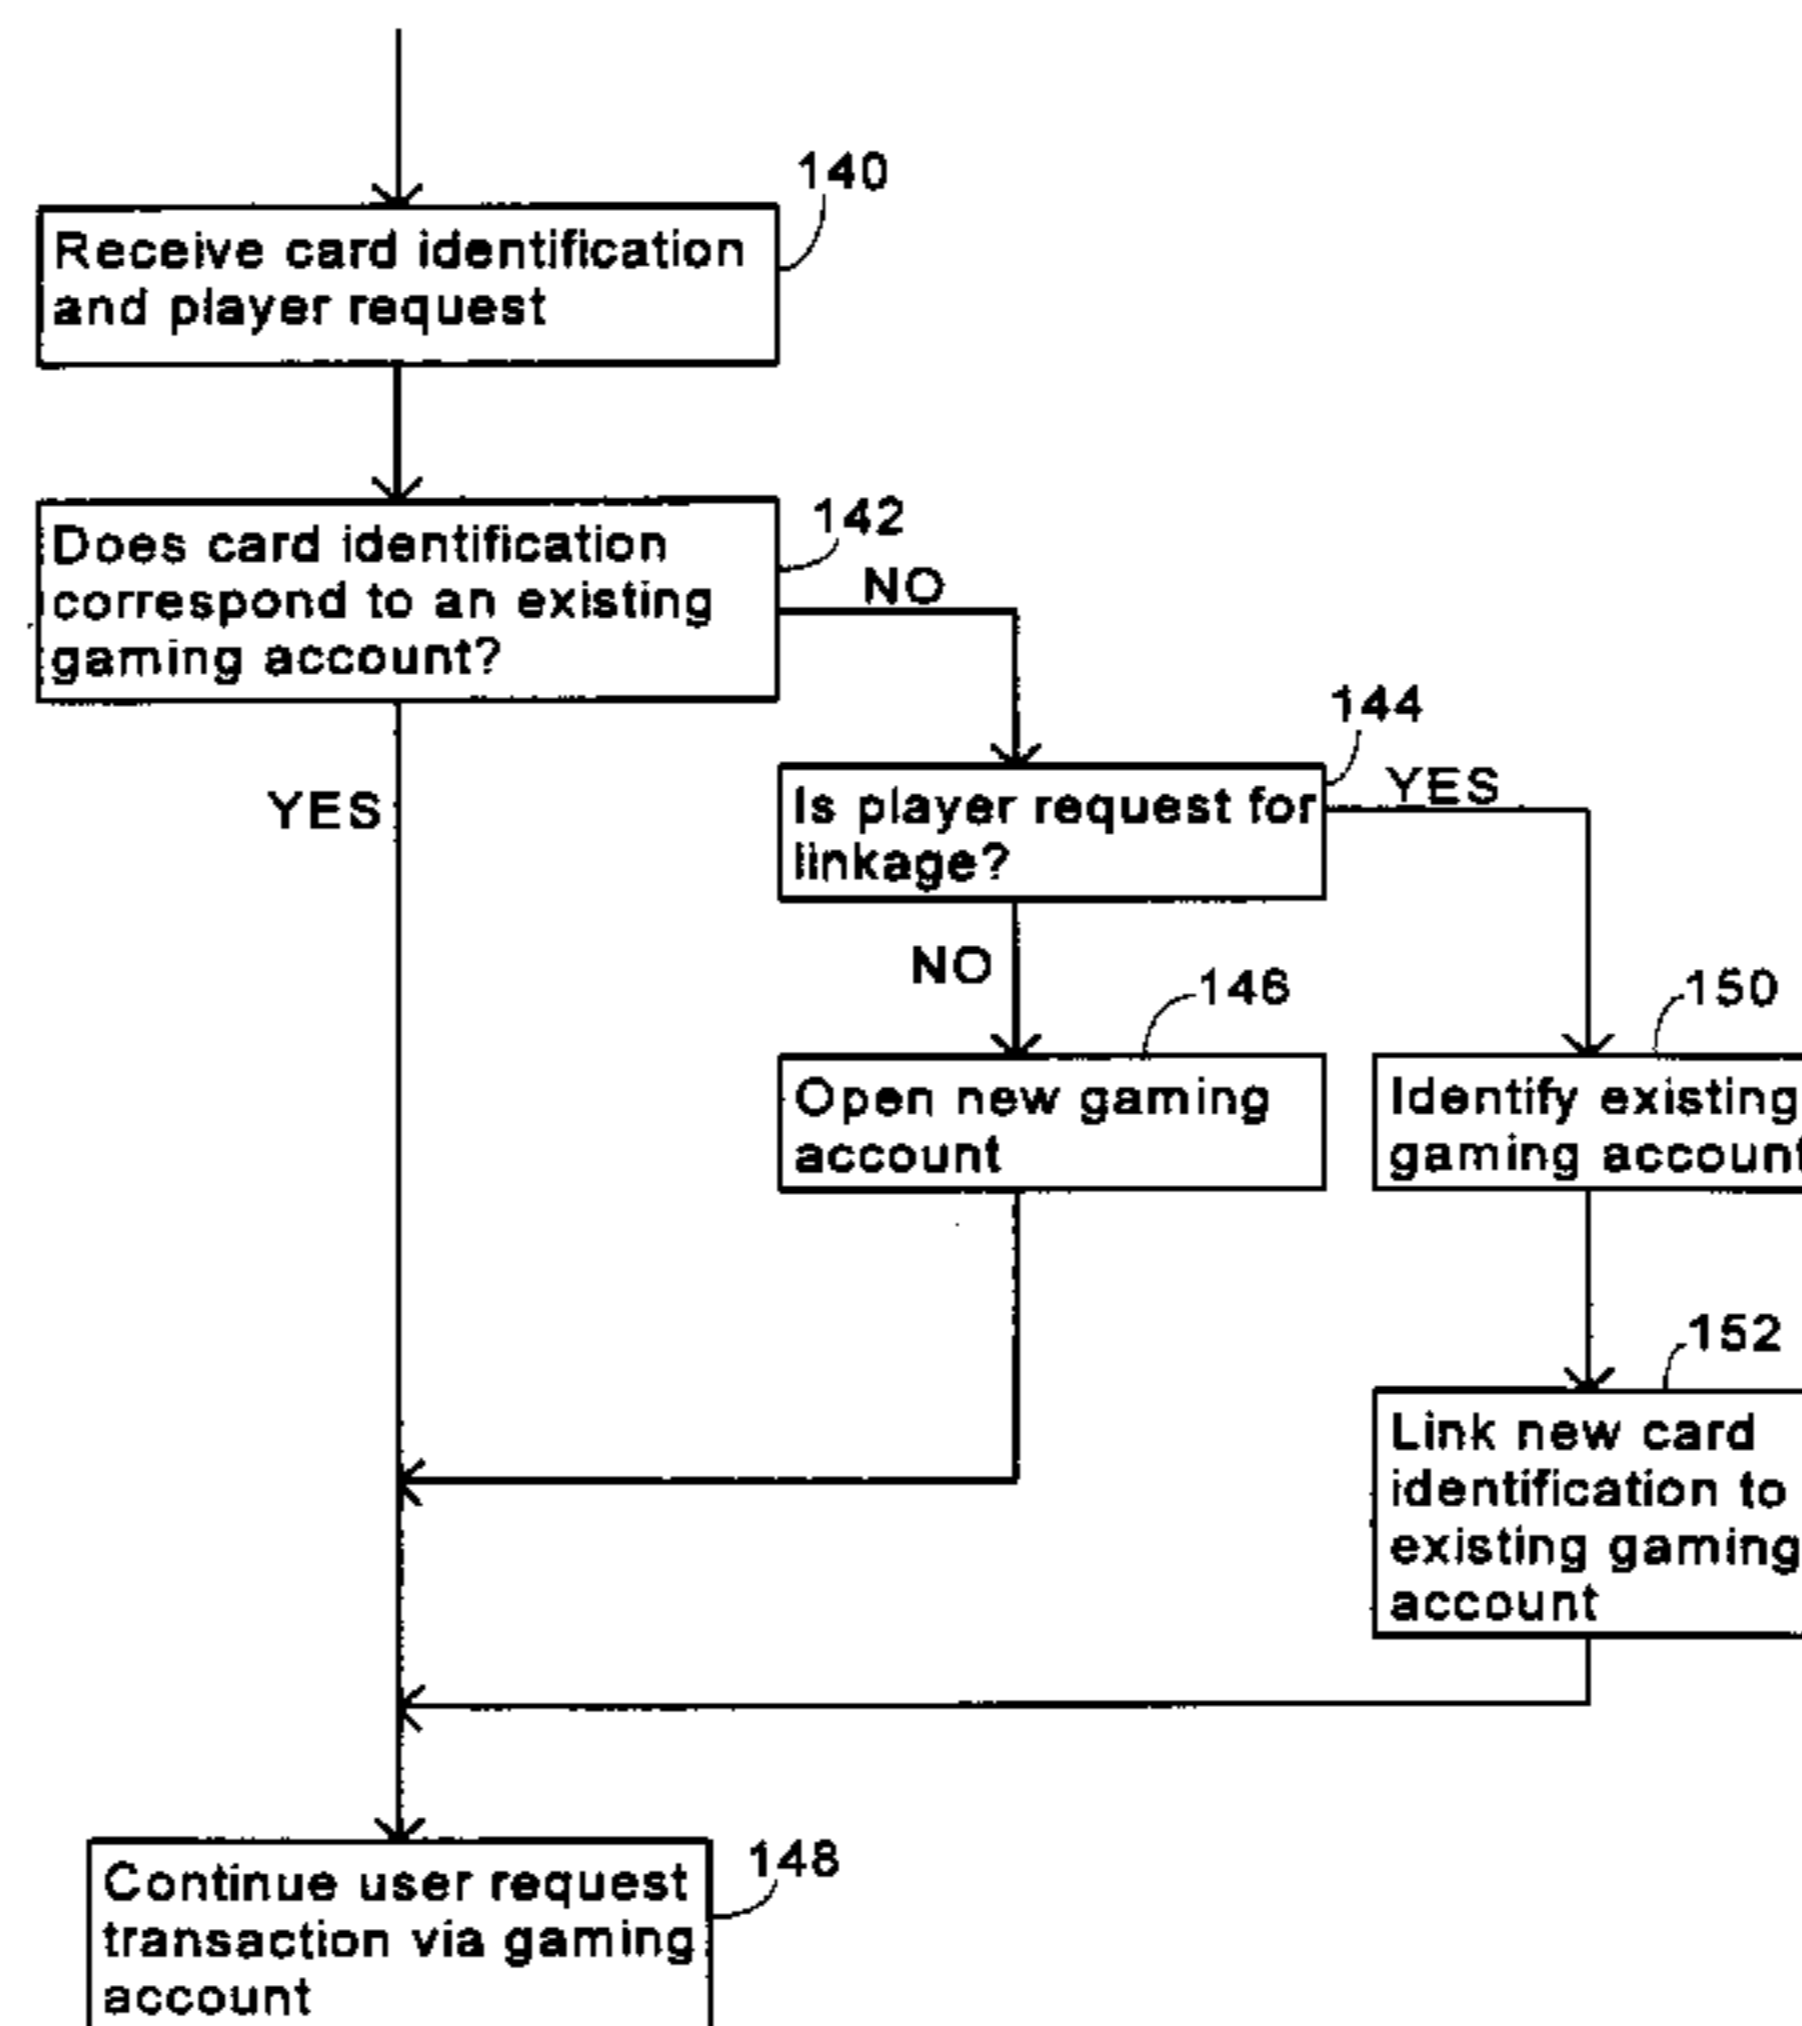 140
Receive card identification
and player request
142
Does card identification
correspond to an existing
gaming account?
NO
YES
144
Is player request for
linkage?
YES
NO
146
Open new gaming
account
150
Identify existing
gaming account
152
Link new card
identification to
existing gaming
account
148
Continue user request
transaction via gaming
account